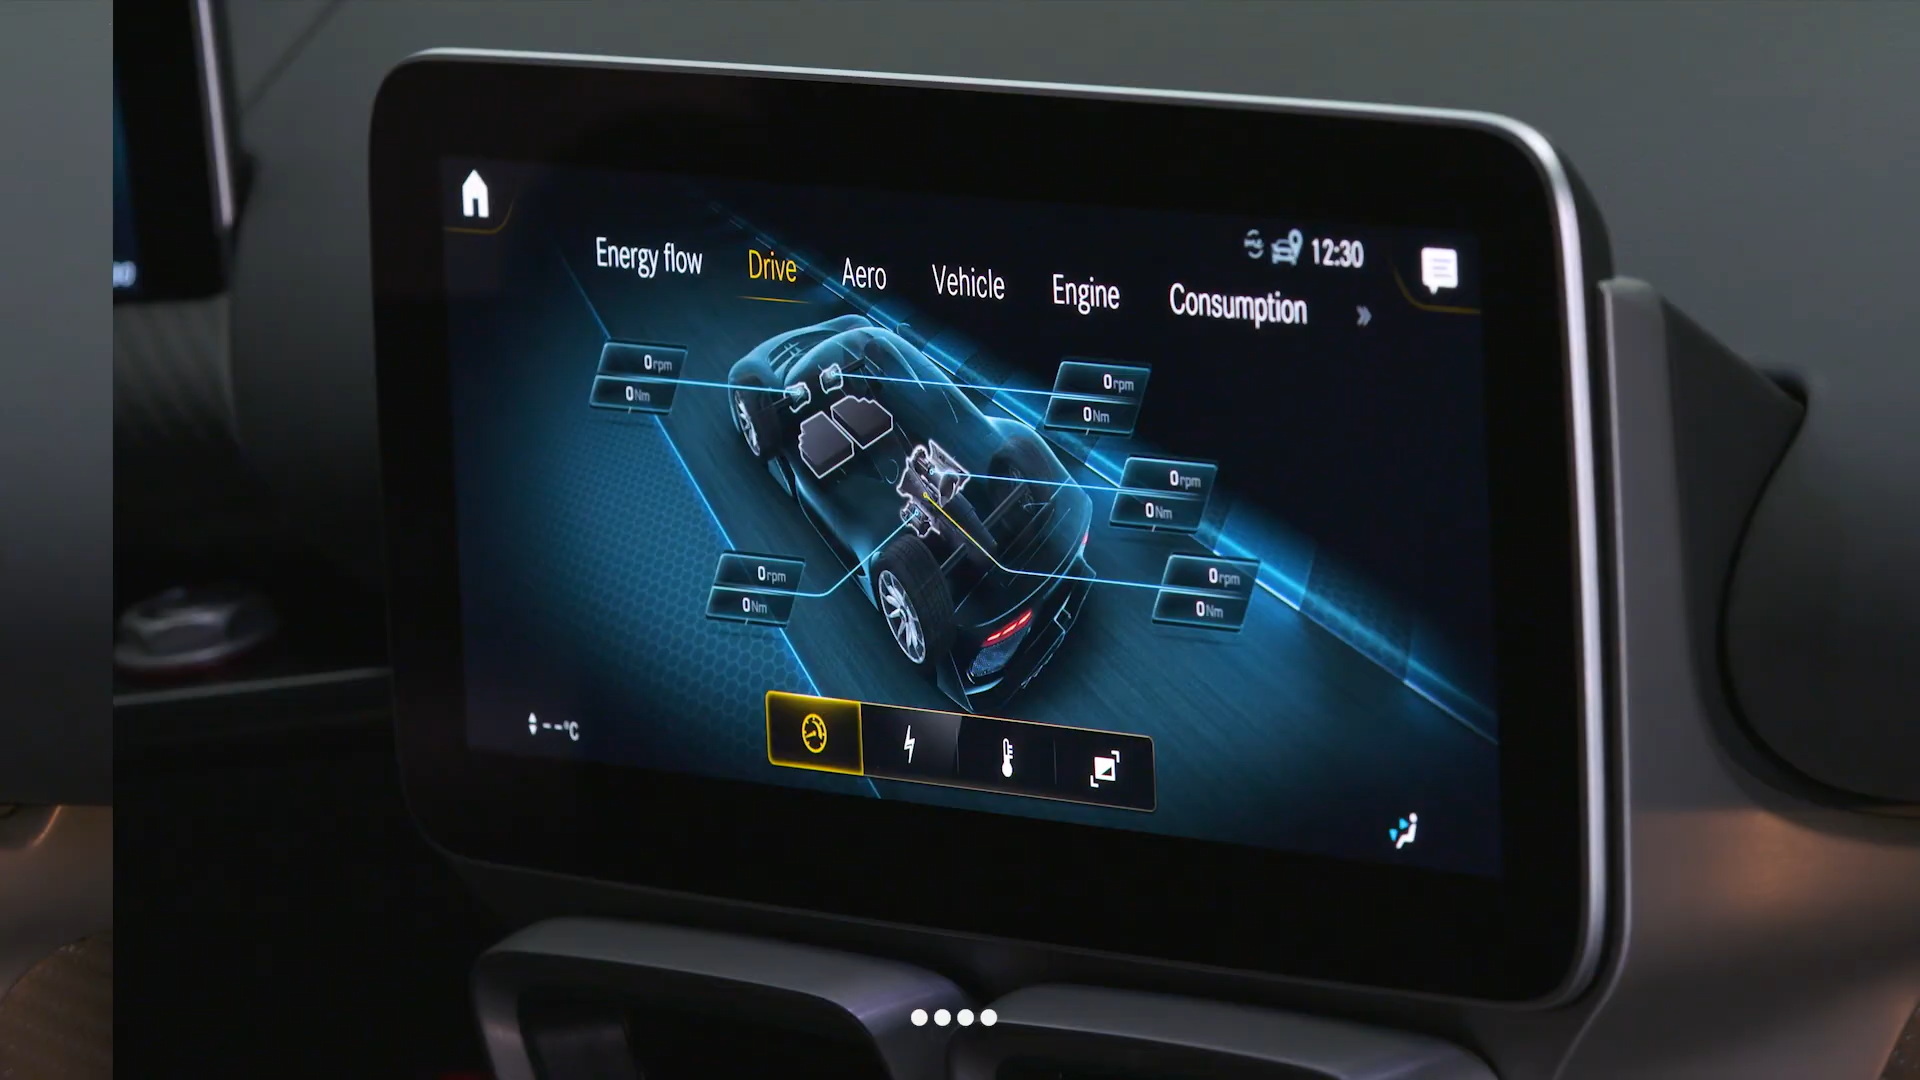 12:30
Energy flow
Drive
Aero
Vehicle
Engine
Consumption
0 rpm
0 Nm
0 rpm
0 Nm
0 rpm
0 Nm
0 rpm
0 Nm
0 rpm
0 Nm
--°C